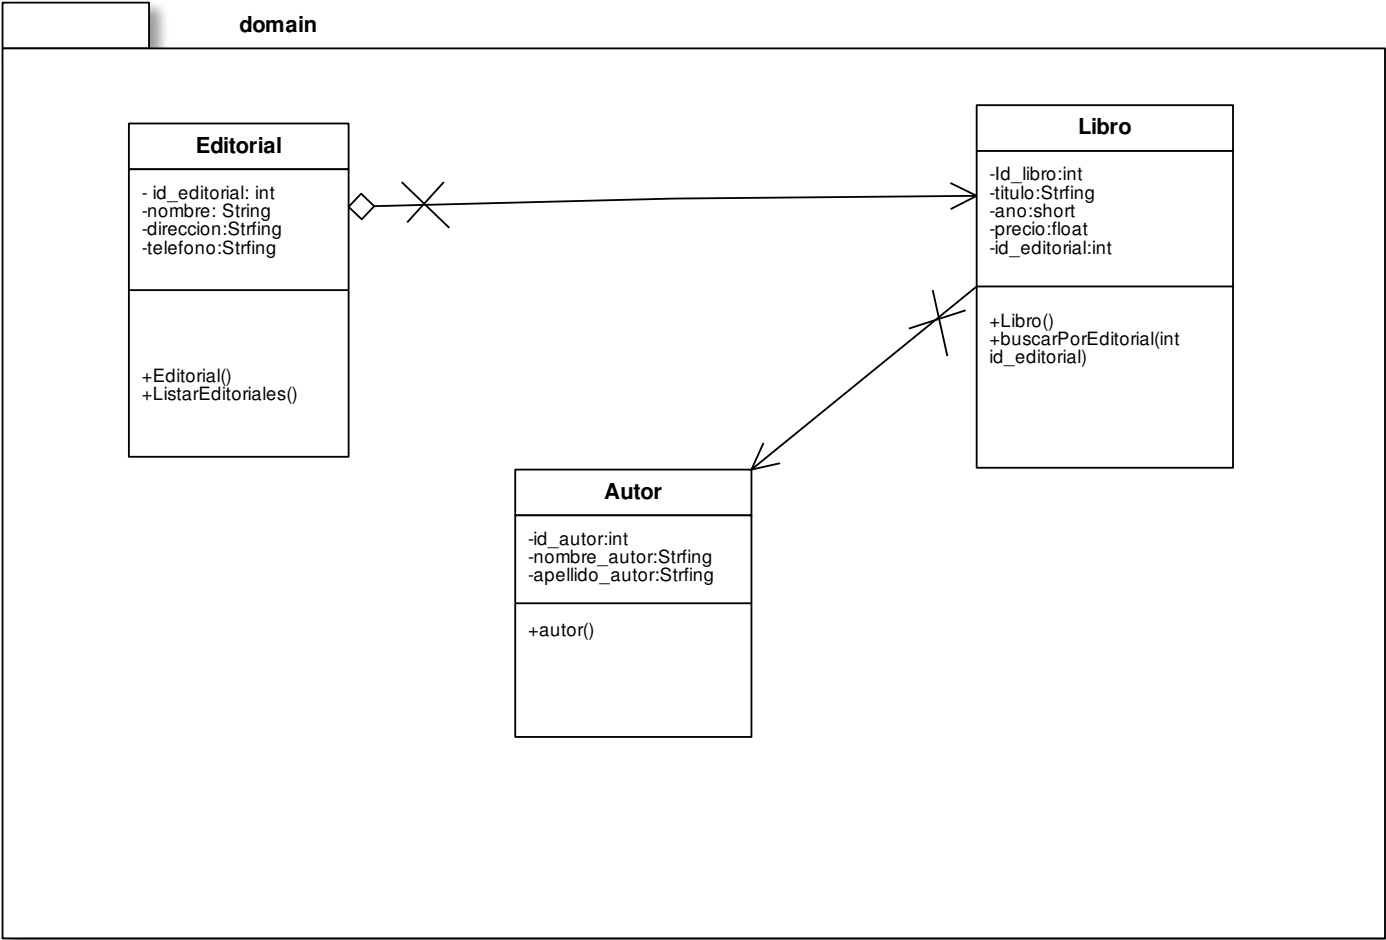 domain
Editorial
- id_editorial: int
-nombre: String
-direccion:Strfing
-telefono:Strfing
+Editorial()
+ListarEditoriales()
Libro
-Id_libro:int
-titulo:Strfing
-ano:short
-precio:float
-id_editorial:int
+Libro()
+buscarPorEditorial(int
id_editorial)
Autor
-id_autor:int
-nombre_autor:Strfing
-apellido_autor:Strfing
+autor()